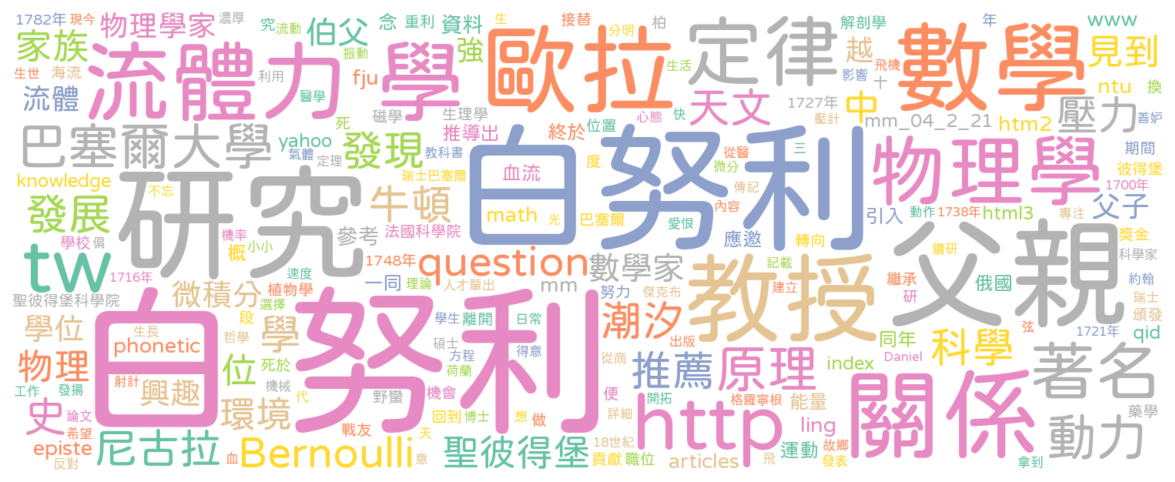 1782年 現今 濃厚 物理學家 究 流動 伯父 念 重利 資料 生 接替 分明 柏 解剖學 年 www
家族 流體力 學 歐拉 定律 數學 見到
生世 海流 振動 利用 強 生活 越 影響 飛機 十
流體 醫學 fju 磁學 生理學 心態 快 天文 1727年 中 壓計 ntu 換
巴塞爾大學 yahoo 死 推導出 終於 位置 mm_04_2_21 htm2 壓力 善妒
氣體 定理 發現 教科書 度 從醫 三 物理學 期間
knowledge 不忘 瑞士巴塞爾 血流 白努利 微分 傳記 彼得堡
發展 研究 牛頓 math 光 巴塞爾 愛恨 內容 引入 動作 1738年 html3 1700年 父子 專注
學校 偈 機率 小小 概 參考 法國科學院 應邀 轉向 鑽研 獎金
tw 1716年 速度 1748年 question 數學家 記載 父親 科學家
聖彼得堡科學院 微積分 植物學 一同 理論 人才輩出 mm 教授 建立 繼承 研 俄國 約翰 瑞士
學位 段 選擇 學 白努利 努力 傑克布 潮汐 頒發
生長 phonetic 哲學 學生 離開 日常 出版 同年 弦 1721年 qid
物理 位 死於 碩士 方程 得意 從商 推薦 原理 index Daniel 科學 著名
工作 發揚 射計 興趣 機械 荷蘭 機會 便 開拓 格羅寧根 能量 關係
史 論文 環境 代 野蠻 回到 博士 想 做 詳細 http ling 藥學
希望 episte 戰友 天 18世紀 故鄉 動力
反對 尼古拉 血 Bernoulli 意 聖彼得堡 貢獻 職位 articles 飛 運動 發表 拿到